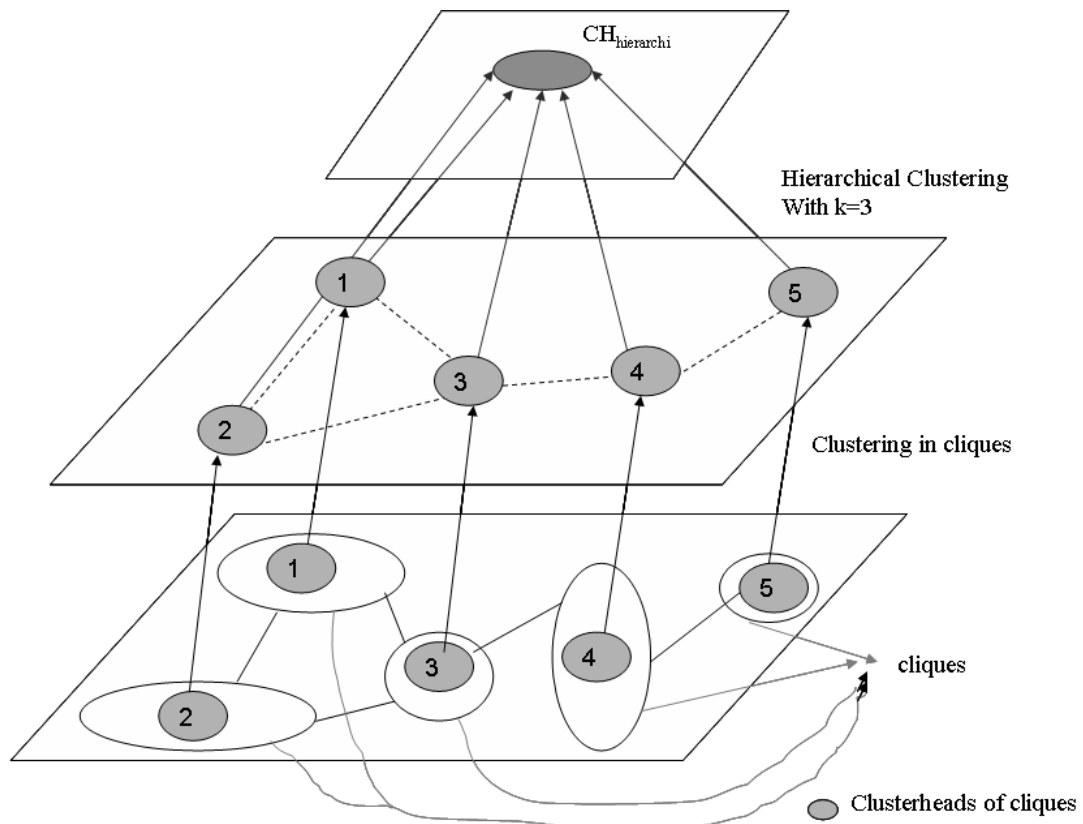 CHhierarchi
Hierarchical Clustering
With k=3
1
5
3
4
2
Clustering in cliques
1
5
3
4
cliques
2
Clusterheads of cliques